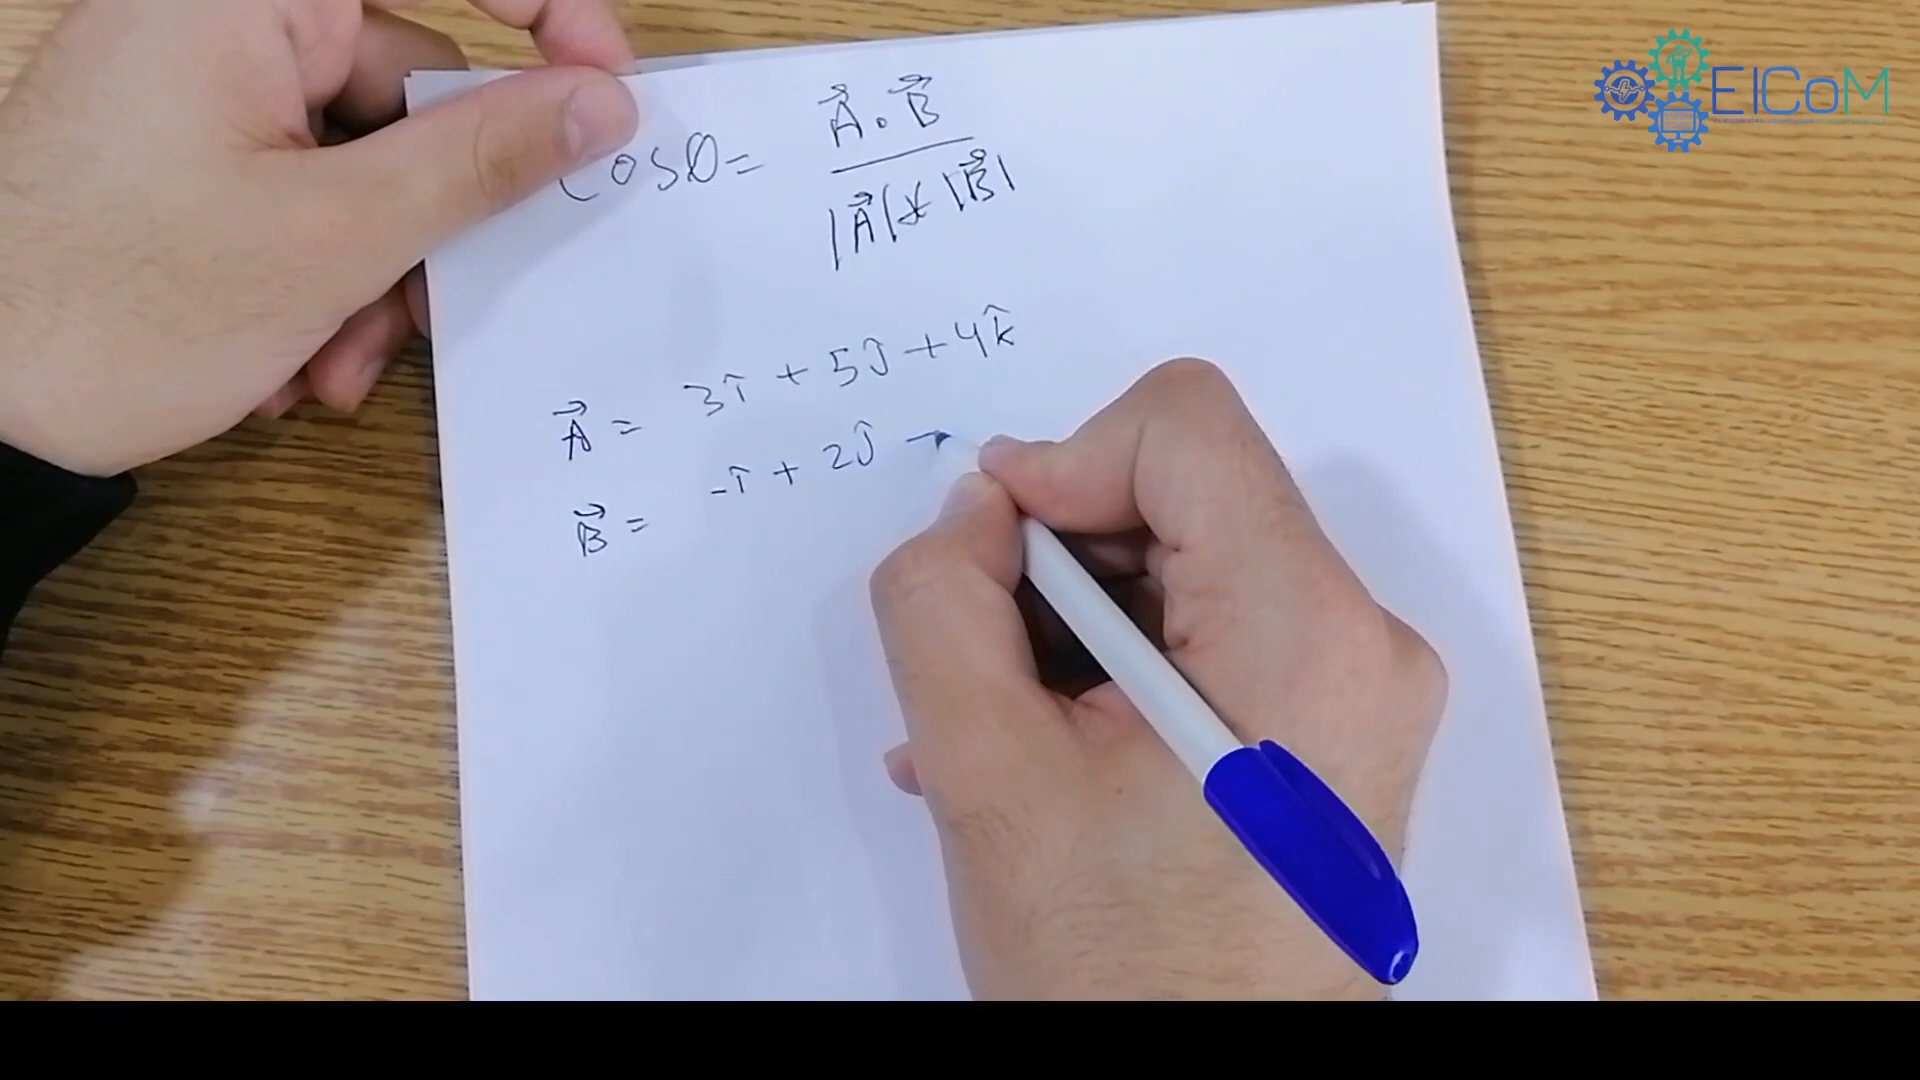 EICoM
cosθ = A⃗ · B⃗ / |A⃗| * |B⃗|
A⃗ = 3î + 5ĵ + 4k̂
B⃗ = -î + 2ĵ